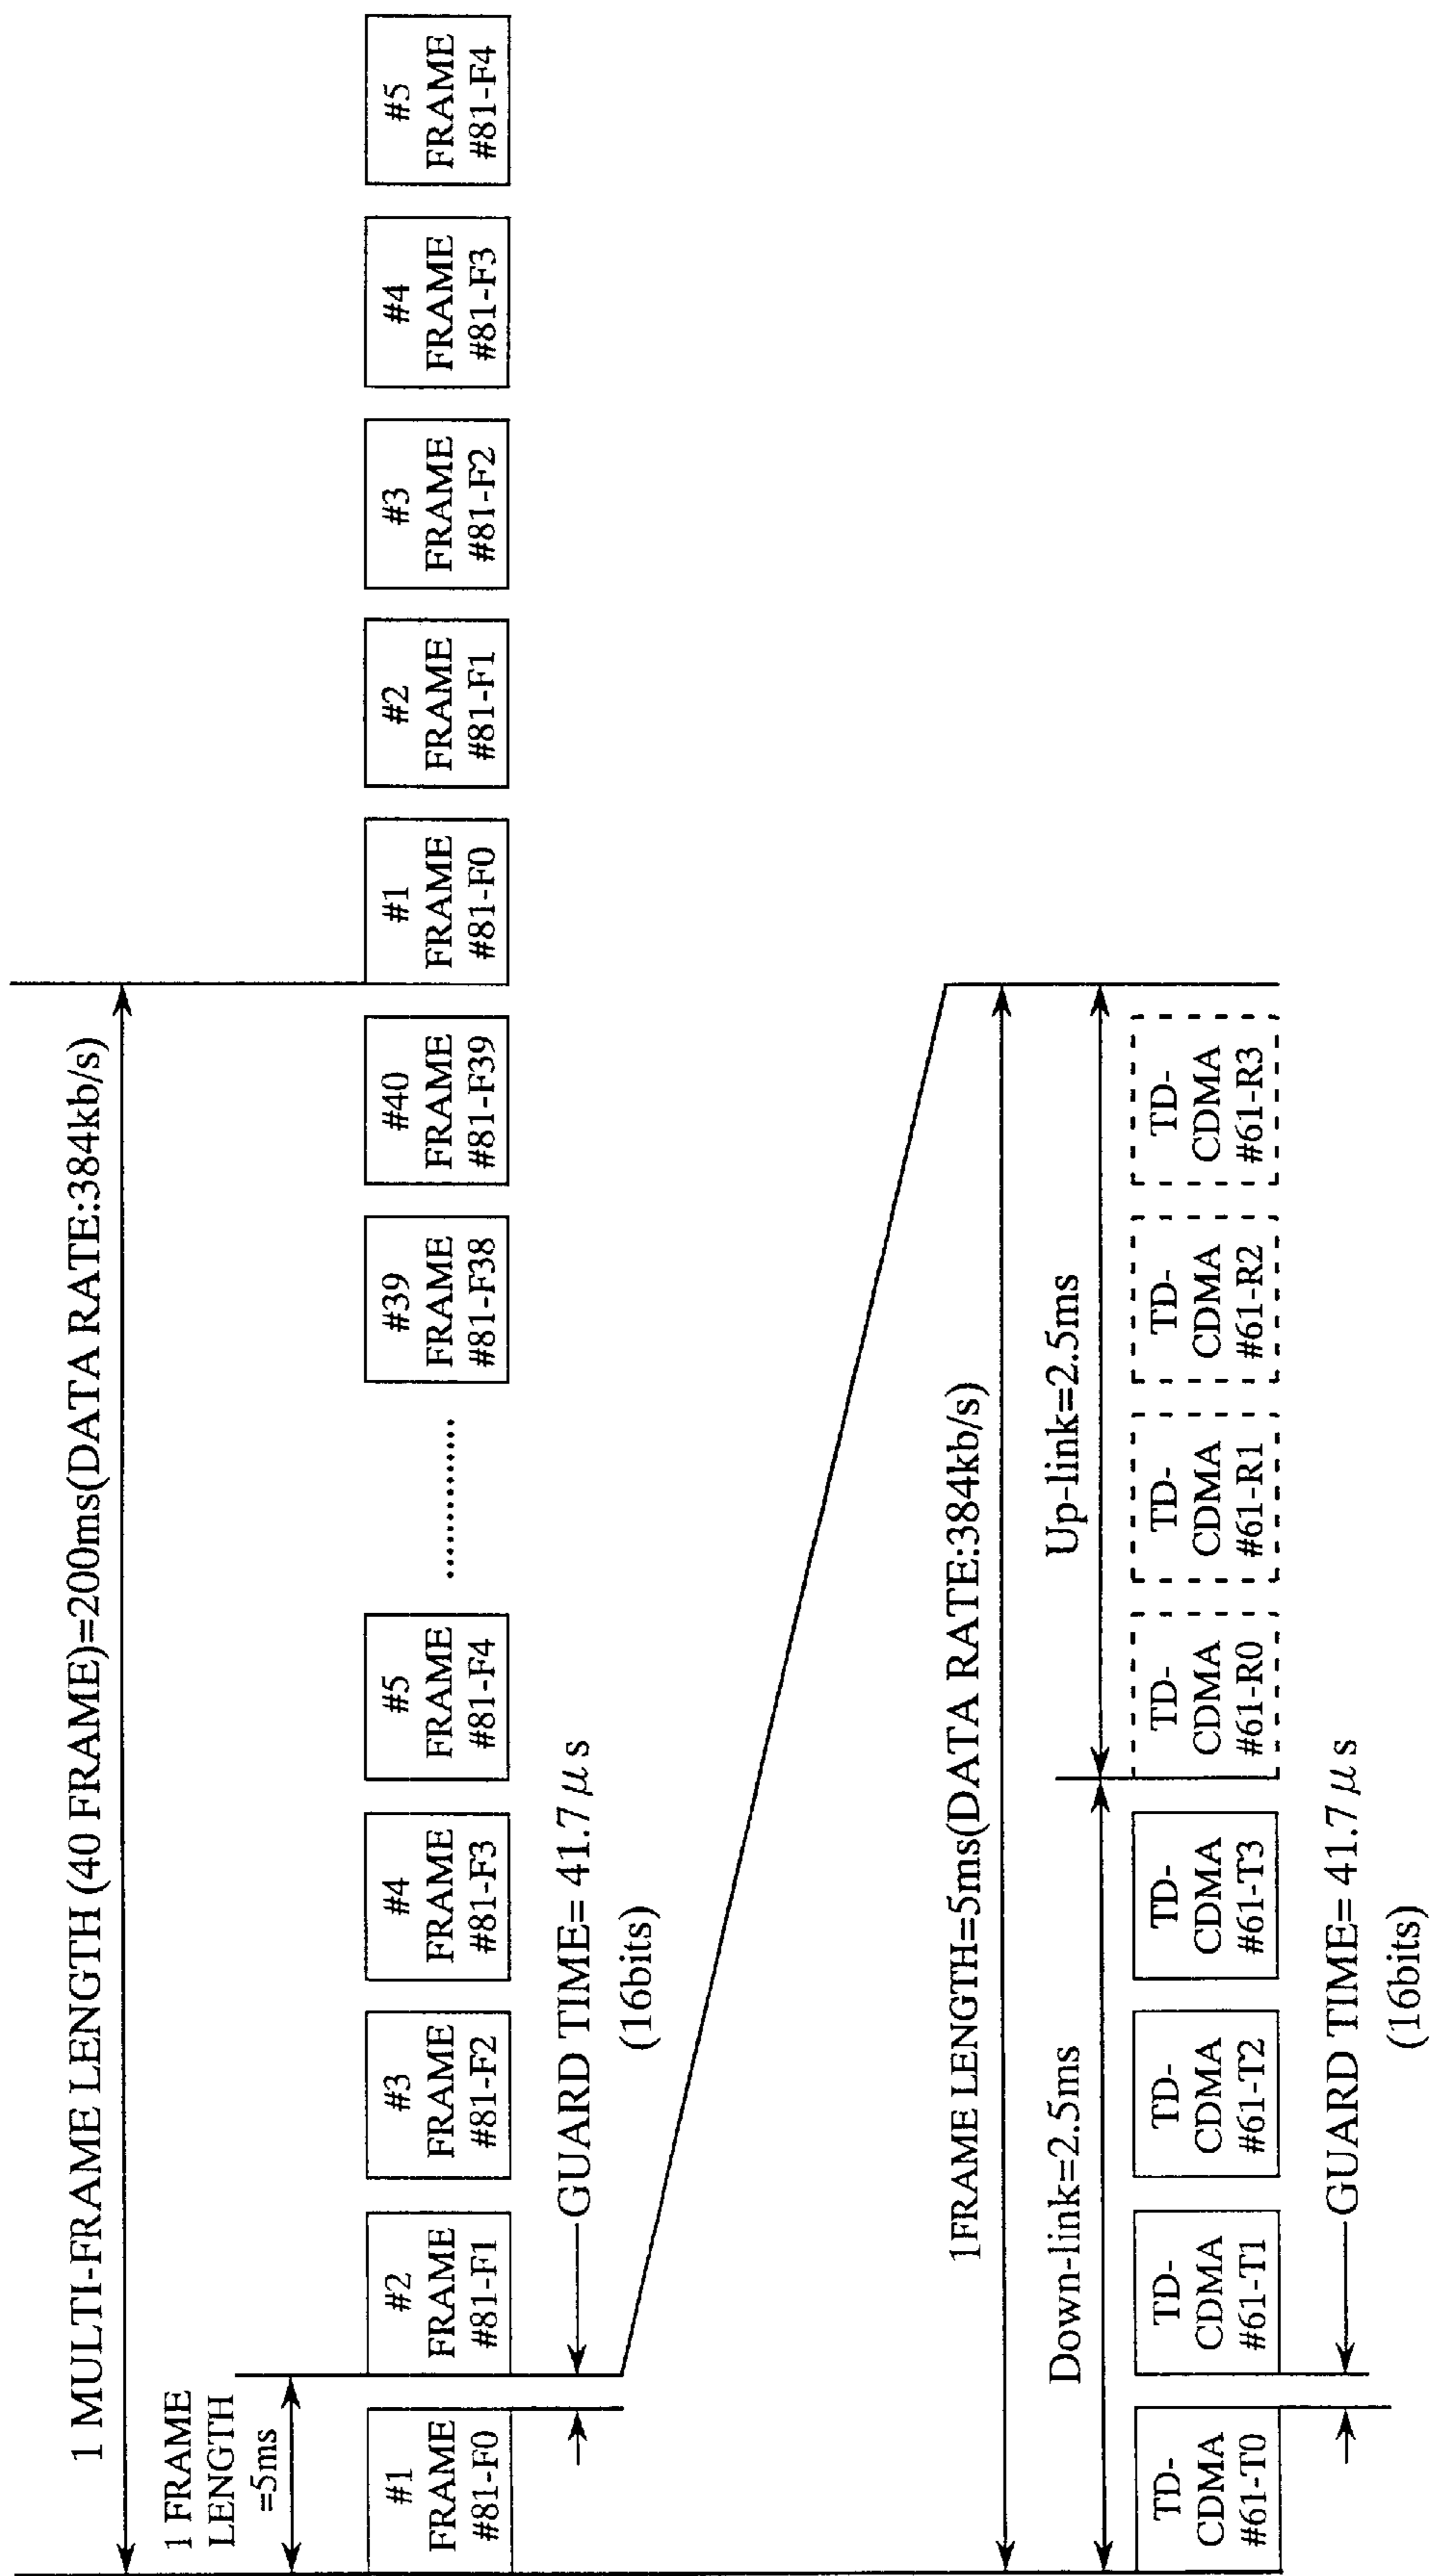 1 MULTI-FRAME LENGTH (40 FRAME)=200ms(DATA RATE:384kb/s)
1 FRAME
LENGTH
=5ms
#1
FRAME
#81-F0
#2
FRAME
#81-F1
#3
FRAME
#81-F2
#4
FRAME
#81-F3
#5
FRAME
#81-F4
.............
#39
FRAME
#81-F38
#40
FRAME
#81-F39
#1
FRAME
#81-F0
#2
FRAME
#81-F1
#3
FRAME
#81-F2
#4
FRAME
#81-F3
#5
FRAME
#81-F4
GUARD TIME= 41.7 μ s
(16bits)
1FRAME LENGTH=5ms(DATA RATE:384kb/s)
Down-link=2.5ms
Up-link=2.5ms
TD-
CDMA
#61-T0
TD-
CDMA
#61-T1
TD-
CDMA
#61-T2
TD-
CDMA
#61-T3
TD-
CDMA
#61-R0
TD-
CDMA
#61-R1
TD-
CDMA
#61-R2
TD-
CDMA
#61-R3
GUARD TIME= 41.7 μ s
(16bits)